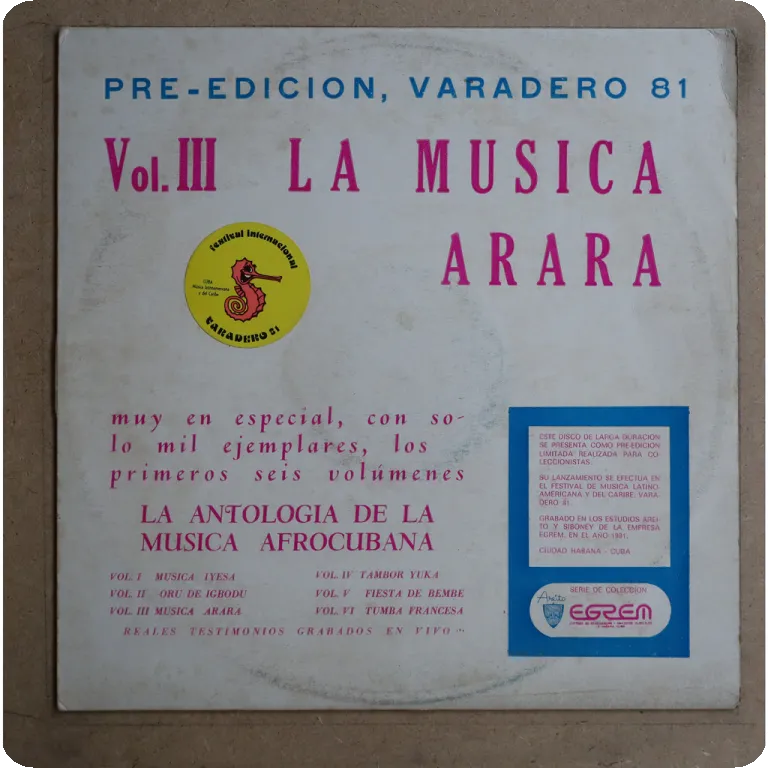 PRE-EDICION, VARADERO 81
Vol. III LA MUSICA
ARARA
festival internacional
CUBA
VARADERO 81
muy en especial, con so-
lo mil ejemplares, los
primeros seis volúmenes
LA ANTOLOGIA DE LA
MUSICA AFROCUBANA
VOL. I MUSICA IYESA
VOL. II ORU DE IGBODU
VOL. III MUSICA ARARA
VOL. IV TAMBOR YUKA
VOL. V FIESTA DE BEMBE
VOL. VI TUMBA FRANCESA
REALES TESTIMONIOS GRABADOS EN VIVO
ESTE DISCO DE LARGA DURACION
SE PRESENTA COMO PRE-EDICION
LIMITADA REALIZADA PARA CO-
LECCIONISTAS.
SU LANZAMIENTO SE EFECTUA EN
EL FESTIVAL DE MUSICA LATINO-
AMERICANA Y DEL CARIBE, VARA-
DERO 81.
GRABADO EN LOS ESTUDIOS AREI-
TO Y SIBONEY DE LA EMPRESA
EGREM, EN EL AÑO 1981.
CIUDAD HABANA - CUBA
SERIE DE COLECCION
Areito
EGREM